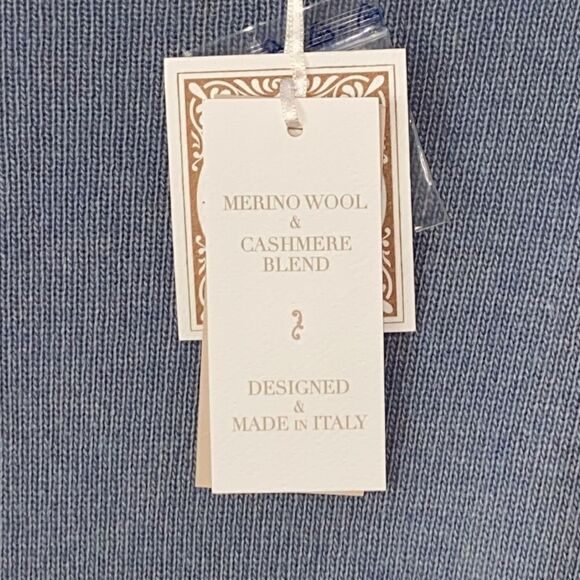 MERINO WOOL
&
CASHMERE
BLEND
DESIGNED
&
MADE IN ITALY